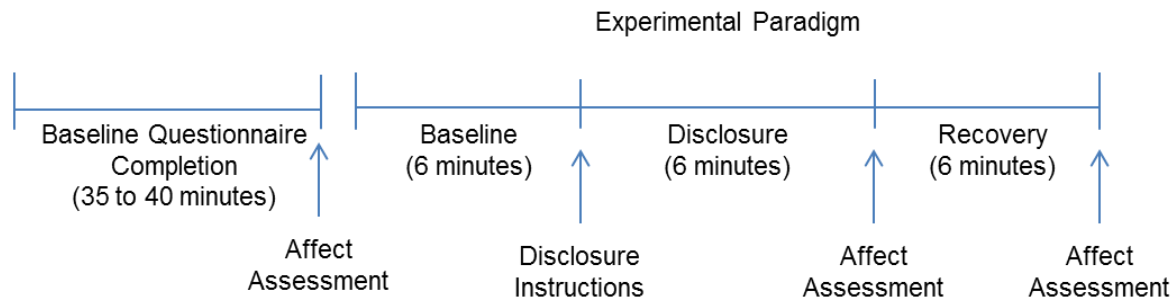 Experimental Paradigm
Baseline Questionnaire
Completion
(35 to 40 minutes)
Baseline
(6 minutes)
Disclosure
(6 minutes)
Recovery
(6 minutes)
Affect
Assessment
Disclosure
Instructions
Affect
Assessment
Affect
Assessment